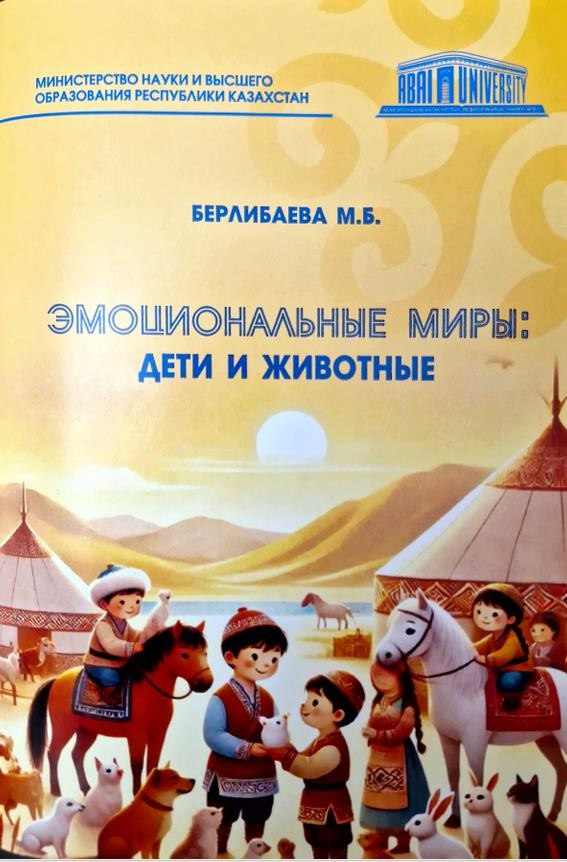 МИНИСТЕРСТВО НАУКИ И ВЫСШЕГО
ОБРАЗОВАНИЯ РЕСПУБЛИКИ КАЗАХСТАН
ABAI UNIVERSITY
БЕРЛИБАЕВА М.Б.
ЭМОЦИОНАЛЬНЫЕ МИРЫ:
ДЕТИ И ЖИВОТНЫЕ